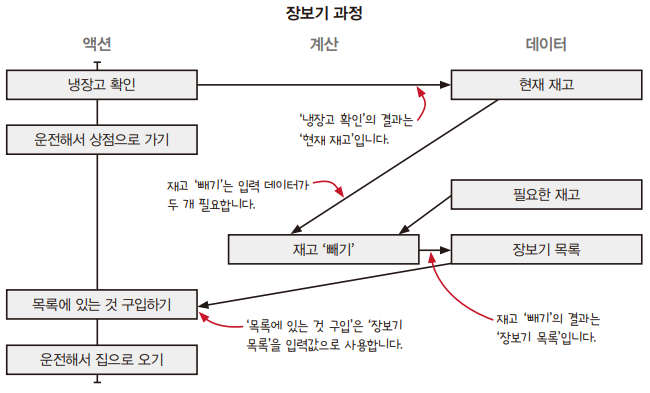 장보기 과정
액션
계산
데이터
냉장고 확인
현재 재고
‘냉장고 확인’의 결과는
‘현재 재고’입니다.
운전해서 상점으로 가기
재고 ‘빼기’는 입력 데이터가
두 개 필요합니다.
필요한 재고
재고 ‘빼기’
장보기 목록
목록에 있는 것 구입하기
‘목록에 있는 것 구입’은 ‘장보기
목록’을 입력값으로 사용합니다.
재고 ‘빼기’의 결과는
‘장보기 목록’입니다.
운전해서 집으로 오기